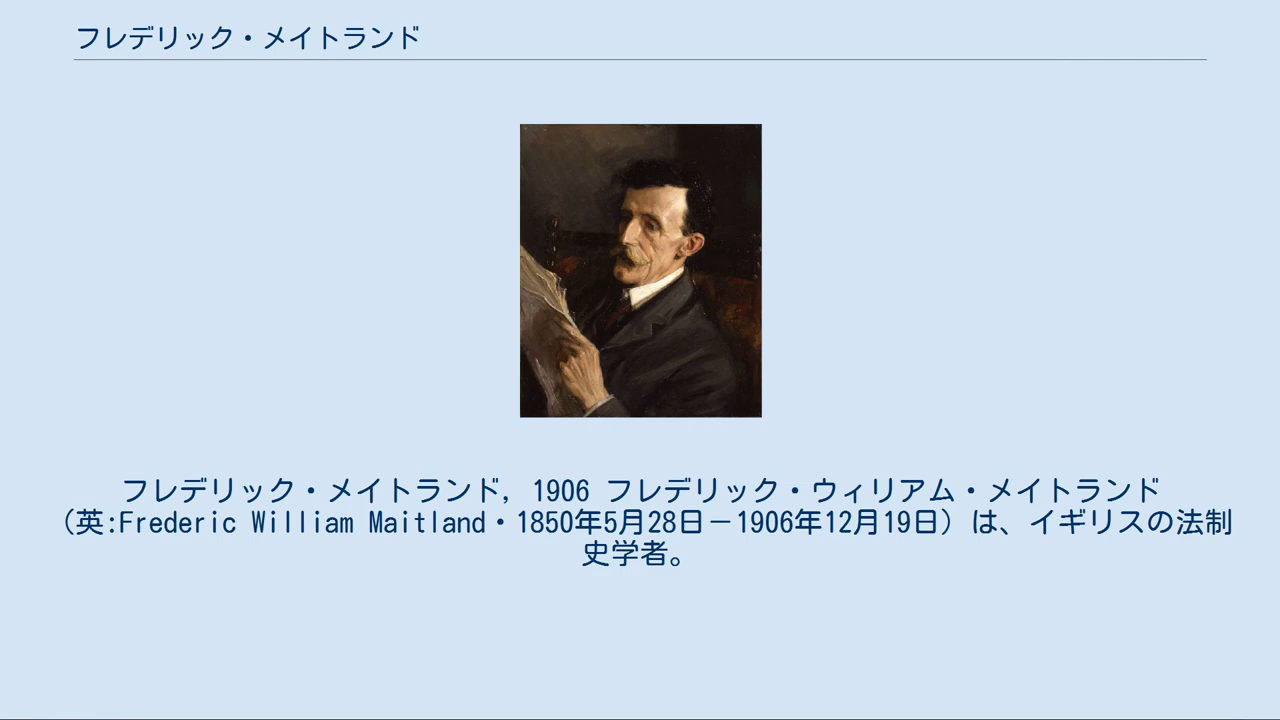 フレデリック・メイトランド
フレデリック・メイトランド, 1906 フレデリック・ウィリアム・メイトランド
（英:Frederic William Maitland・1850年5月28日－1906年12月19日）は、イギリスの法制
史学者。